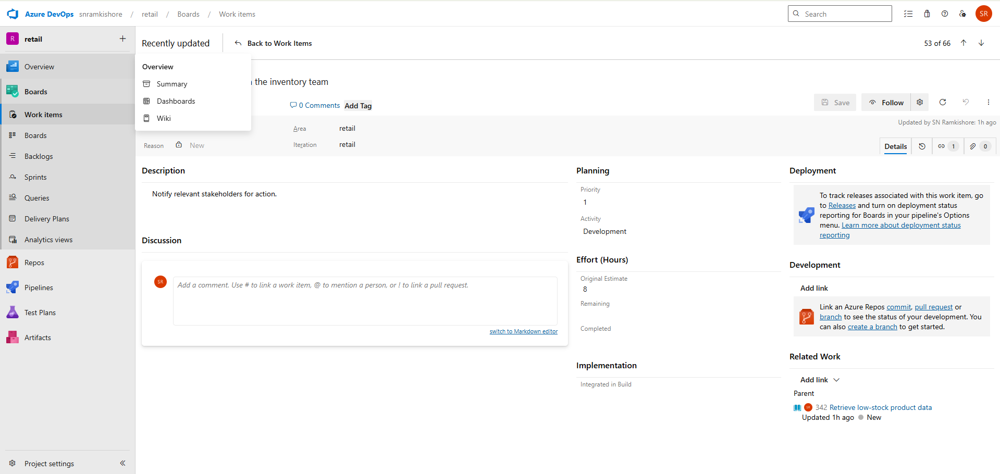 Azure DevOps snramkishore / retail / Boards / Work items Search SR
R retail +
Recently updated Back to Work Items 53 of 66
Overview
Boards
Work items
Boards
Backlogs
Sprints
Queries
Delivery Plans
Analytics views
Repos
Pipelines
Test Plans
Artifacts
Project settings
Overview
Summary
Dashboards
Wiki
the inventory team
0 Comments Add Tag Save Follow
Updated by SN Ramkishore: 1h ago
Area retail
Reason New Iteration retail
Details 1 0
Description
Notify relevant stakeholders for action.
Discussion
SR Add a comment. Use # to link a work item, @ to mention a person, or ! to link a pull request.
switch to Markdown editor
Planning
Priority
1
Activity
Development
Effort (Hours)
Original Estimate
8
Remaining
Completed
Implementation
Integrated in Build
Deployment
To track releases associated with this work item, go
to Releases and turn on deployment status
reporting for Boards in your pipeline's Options
menu. Learn more about deployment status
reporting
Development
Add link
Link an Azure Repos commit, pull request or
branch to see the status of your development. You
can also create a branch to get started.
Related Work
Add link
Parent
SR 342 Retrieve low-stock product data
Updated 1h ago New